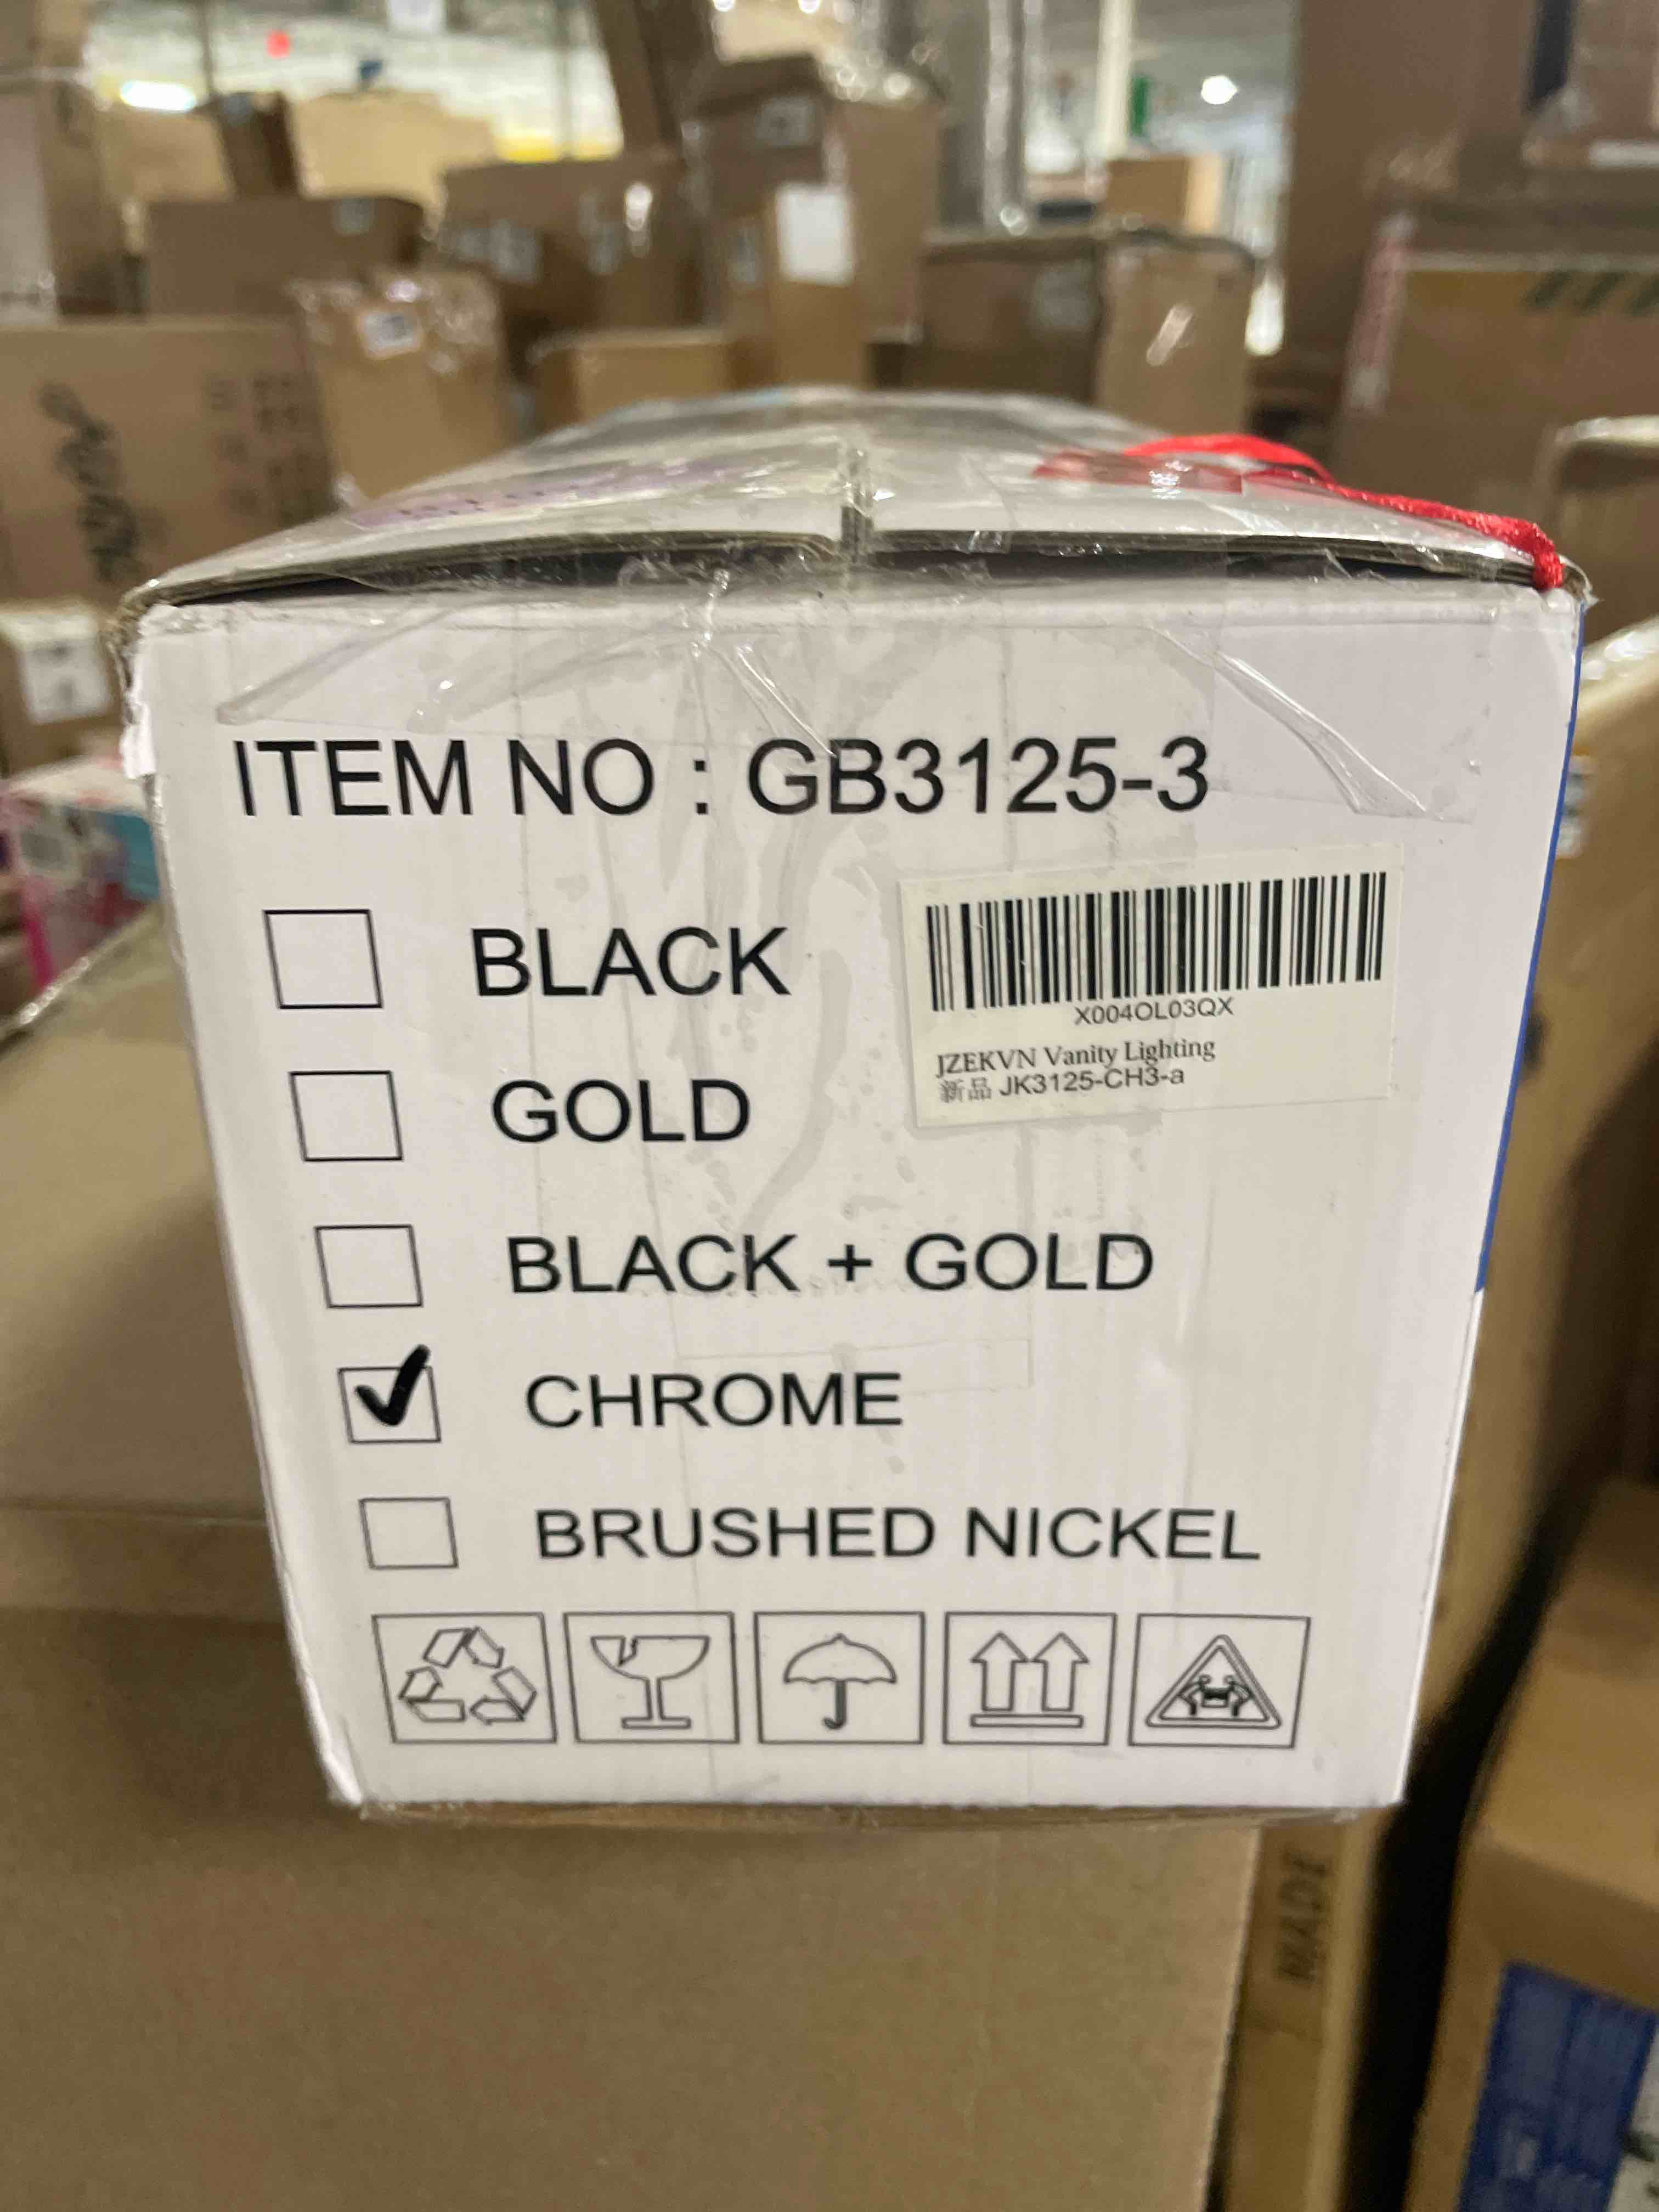 ITEM NO : GB3125-3
BLACK
X004OL03QX
JZEKVN Vanity Lighting
新品 JK3125-CH3-a
GOLD
BLACK + GOLD
CHROME
BRUSHED NICKEL
MADE